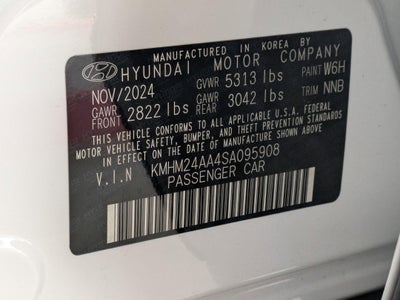 MANUFACTURED IN KOREA BY
HYUNDAI MOTOR COMPANY
NOV/2024 GVWR 5313 lbs PAINT W6H
GAWR FRONT 2822 lbs GAWR REAR 3042 lbs TRIM NNB
THIS VEHICLE CONFORMS TO ALL APPLICABLE U.S.A. FEDERAL
MOTOR VEHICLE SAFETY, BUMPER, AND THEFT PREVENTION STANDARDS
IN EFFECT ON THE DATE OF MANUFACTURE SHOWN ABOVE.
V.I.N KMHM24AA4SA095908
PASSENGER CAR